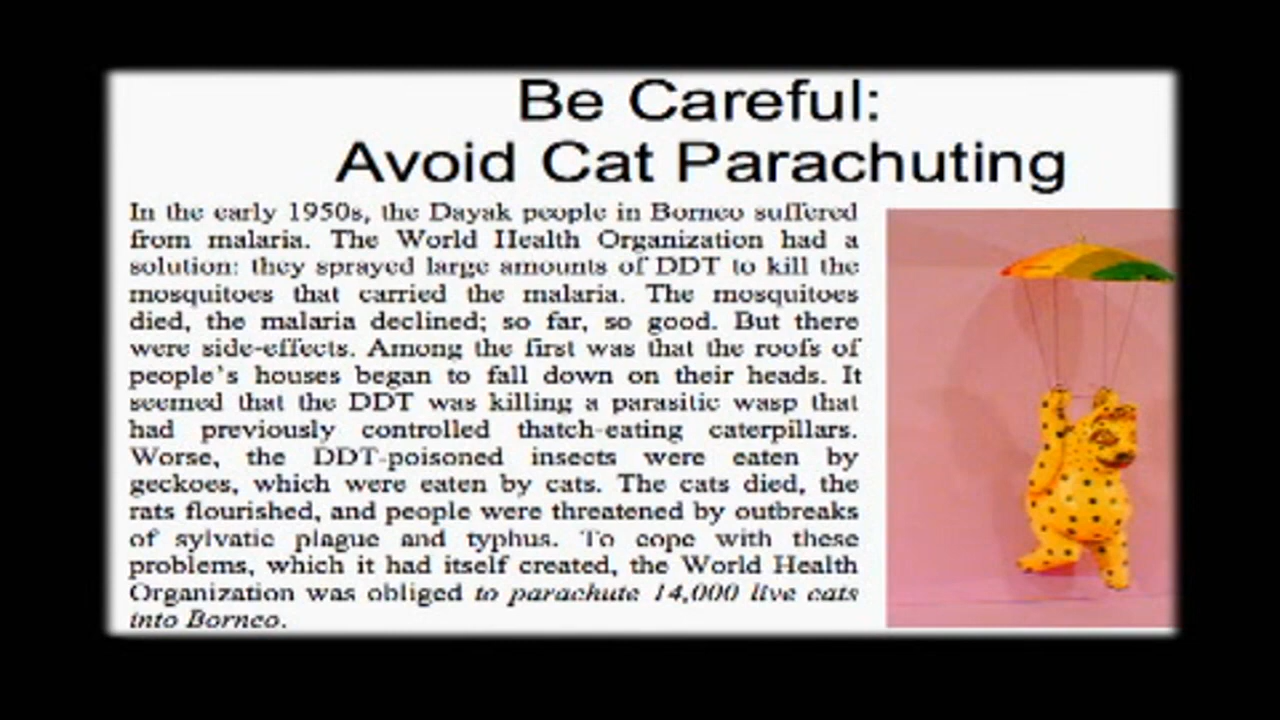 Be Careful:
Avoid Cat Parachuting
In the early 1950s, the Dayak people in Borneo suffered
from malaria. The World Health Organization had a
solution: they sprayed large amounts of DDT to kill the
mosquitoes that carried the malaria. The mosquitoes
died, the malaria declined; so far, so good. But there
were side-effects. Among the first was that the roofs of
people's houses began to fall down on their heads. It
seemed that the DDT was killing a parasitic wasp that
had previously controlled thatch-eating caterpillars.
Worse, the DDT-poisoned insects were eaten by
geckoes, which were eaten by cats. The cats died, the
rats flourished, and people were threatened by outbreaks
of sylvatic plague and typhus. To cope with these
problems, which it had itself created, the World Health
Organization was obliged to parachute 14,000 live cats
into Borneo.